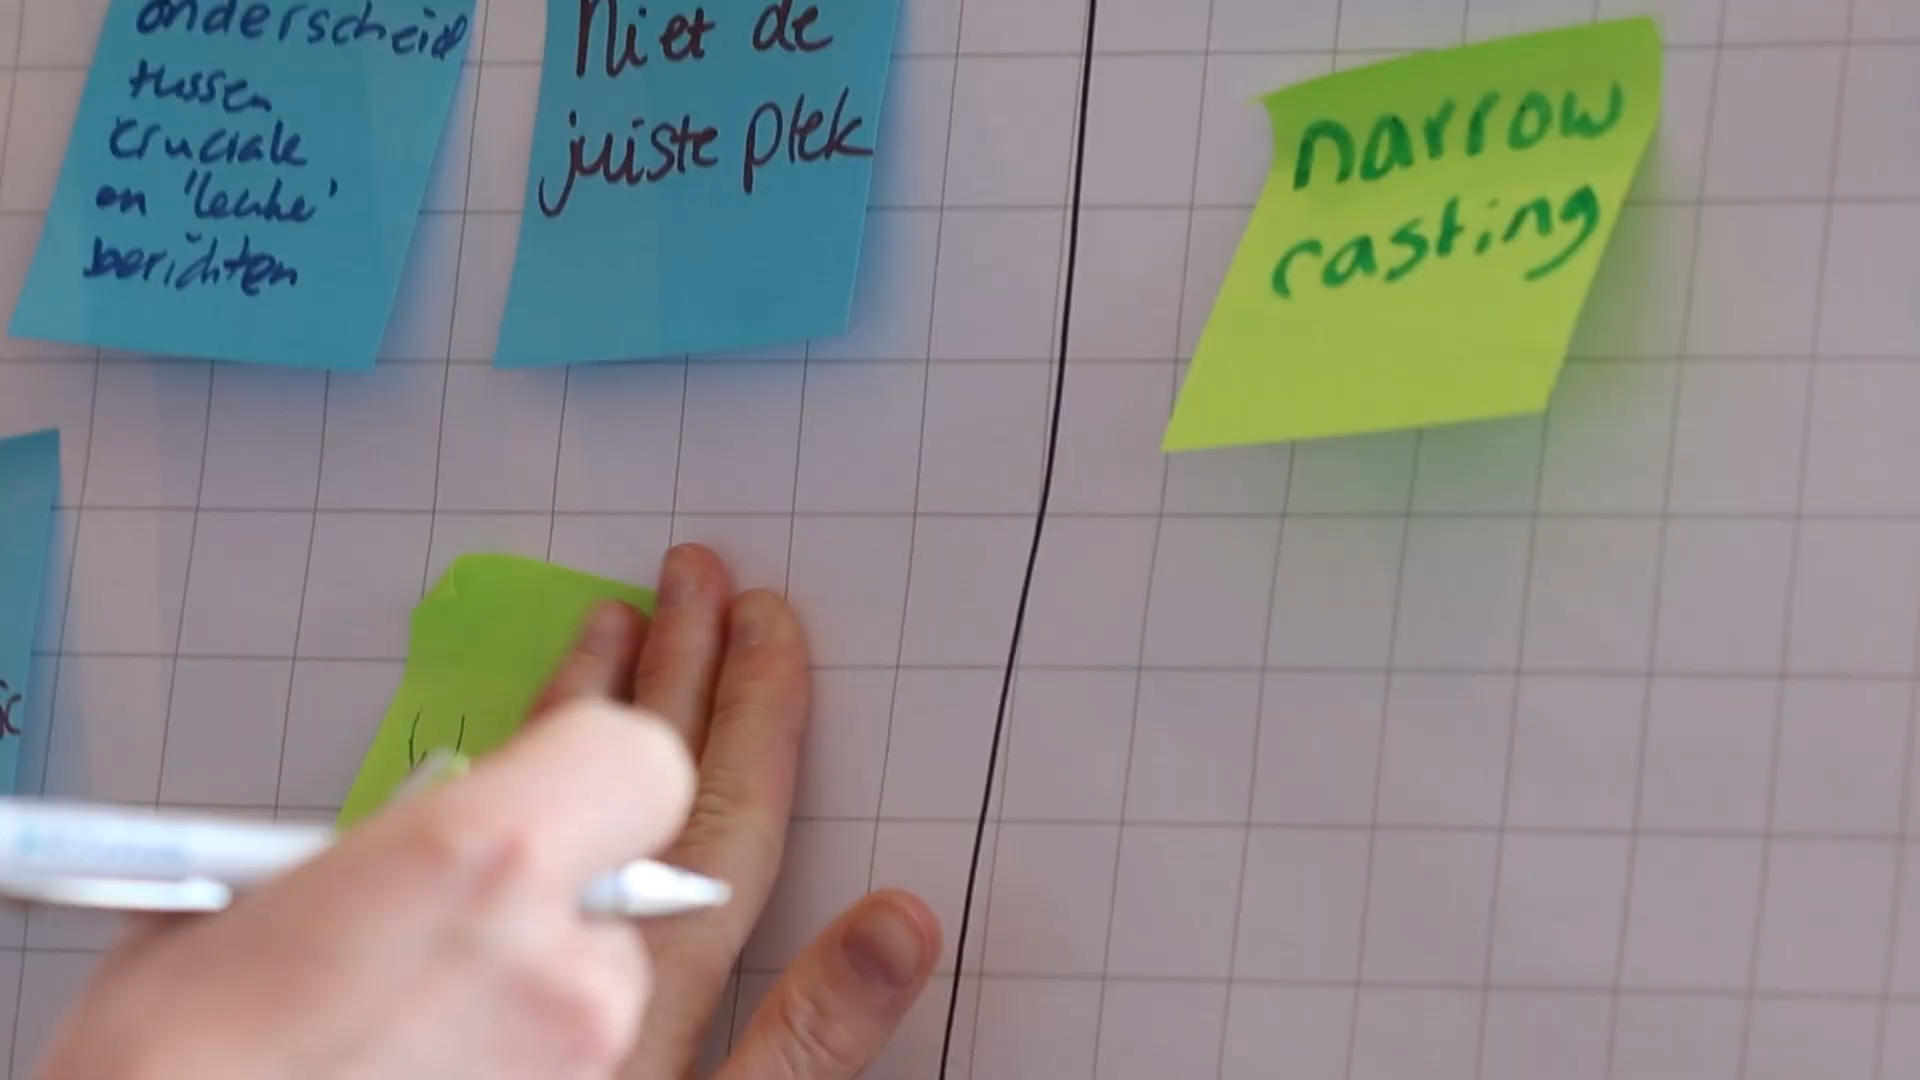 onderscheid
tussen
cruciale
en 'leuke'
berichten
Niet de
juiste plek
narrow
casting